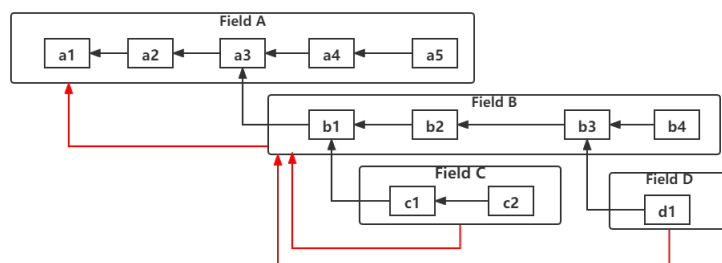 Field A
a1 a2 a3 a4 a5
Field B
b1 b2 b3 b4
Field C
c1 c2
Field D
d1